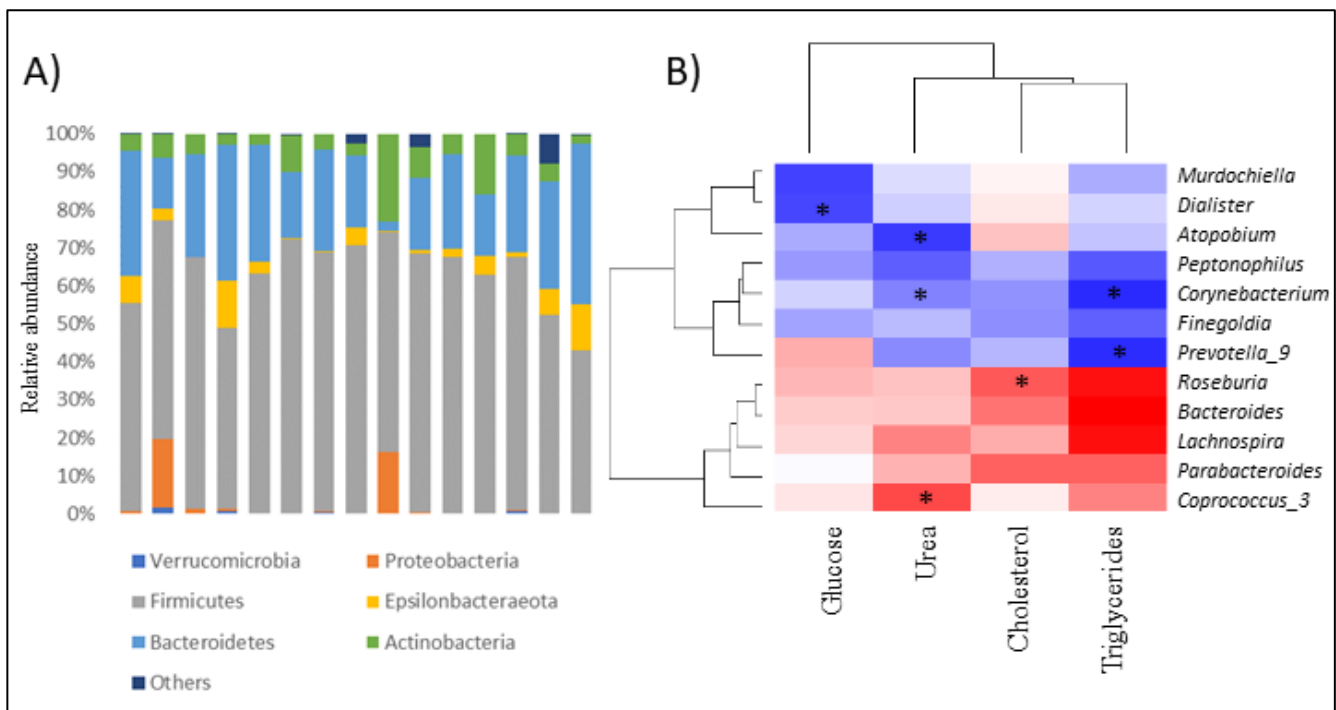 A)
100%
90%
80%
70%
60%
50%
40%
30%
20%
10%
0%
Relative abundance
Verrucomicrobia
Proteobacteria
Firmicutes
Epsilonbacteraeota
Bacteroidetes
Actinobacteria
Others
B)
Murdochiella
* Dialister
* Atopobium
Peptonophilus
* * Corynebacterium
Finegoldia
* Prevotella_9
* Roseburia
Bacteroides
Lachnospira
Parabacteroides
* Coprococcus_3
Glucose
Urea
Cholesterol
Triglycerides